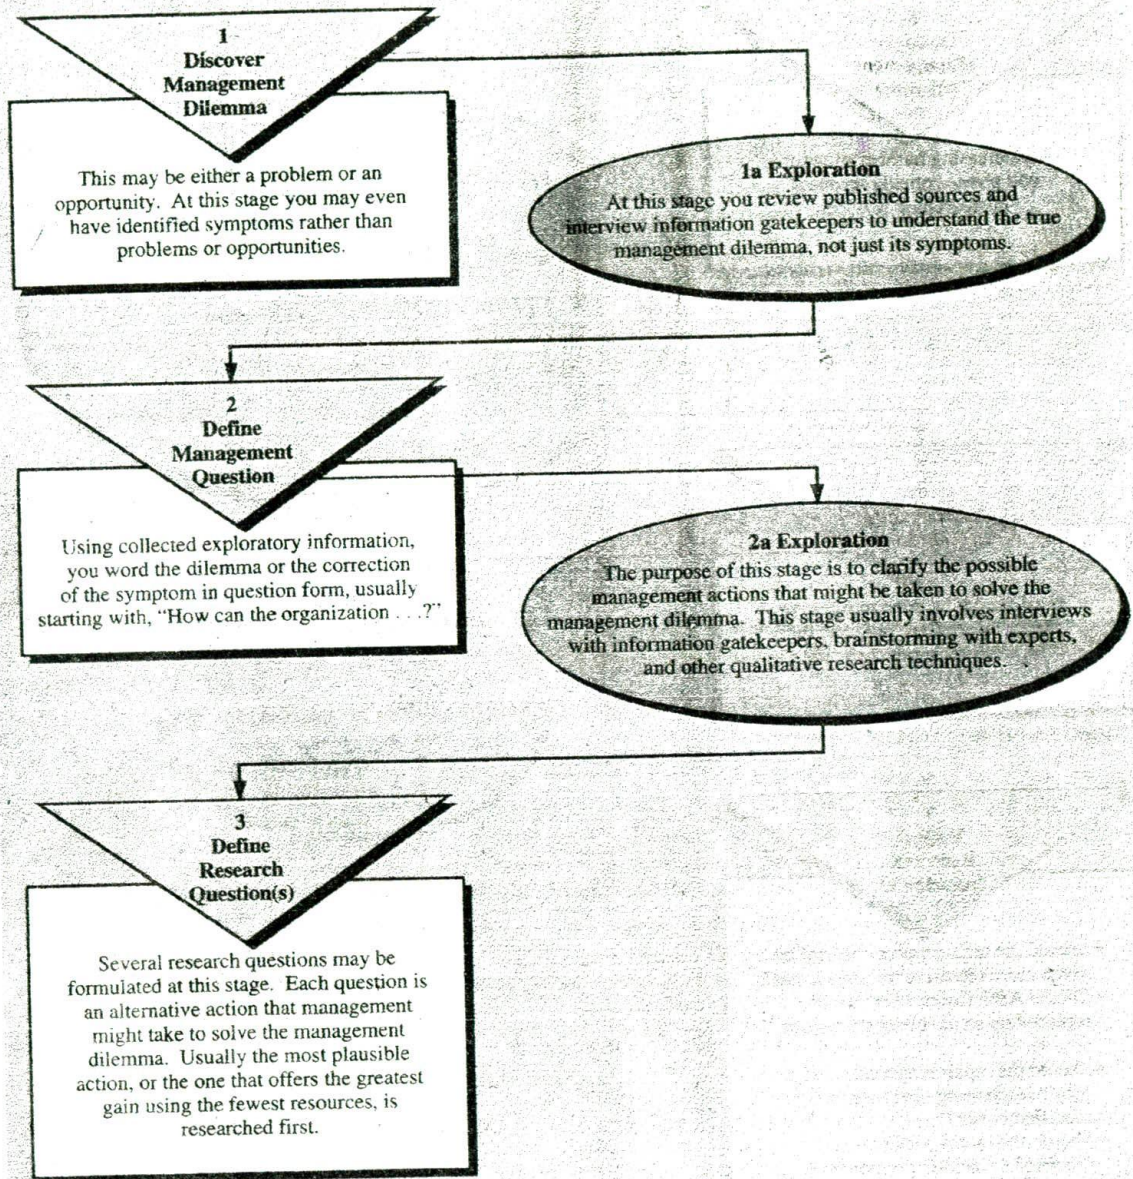 1
Discover
Management
Dilemma
This may be either a problem or an
opportunity. At this stage you may even
have identified symptoms rather than
problems or opportunities.
1a Exploration
At this stage you review published sources and
interview information gatekeepers to understand the true
management dilemma, not just its symptoms.
2
Define
Management
Question
Using collected exploratory information,
you word the dilemma or the correction
of the symptom in question form, usually
starting with, “How can the organization . . .?”
2a Exploration
The purpose of this stage is to clarify the possible
management actions that might be taken to solve the
management dilemma. This stage usually involves interviews
with information gatekeepers, brainstorming with experts,
and other qualitative research techniques.
3
Define
Research
Question(s)
Several research questions may be
formulated at this stage. Each question is
an alternative action that management
might take to solve the management
dilemma. Usually the most plausible
action, or the one that offers the greatest
gain using the fewest resources, is
researched first.